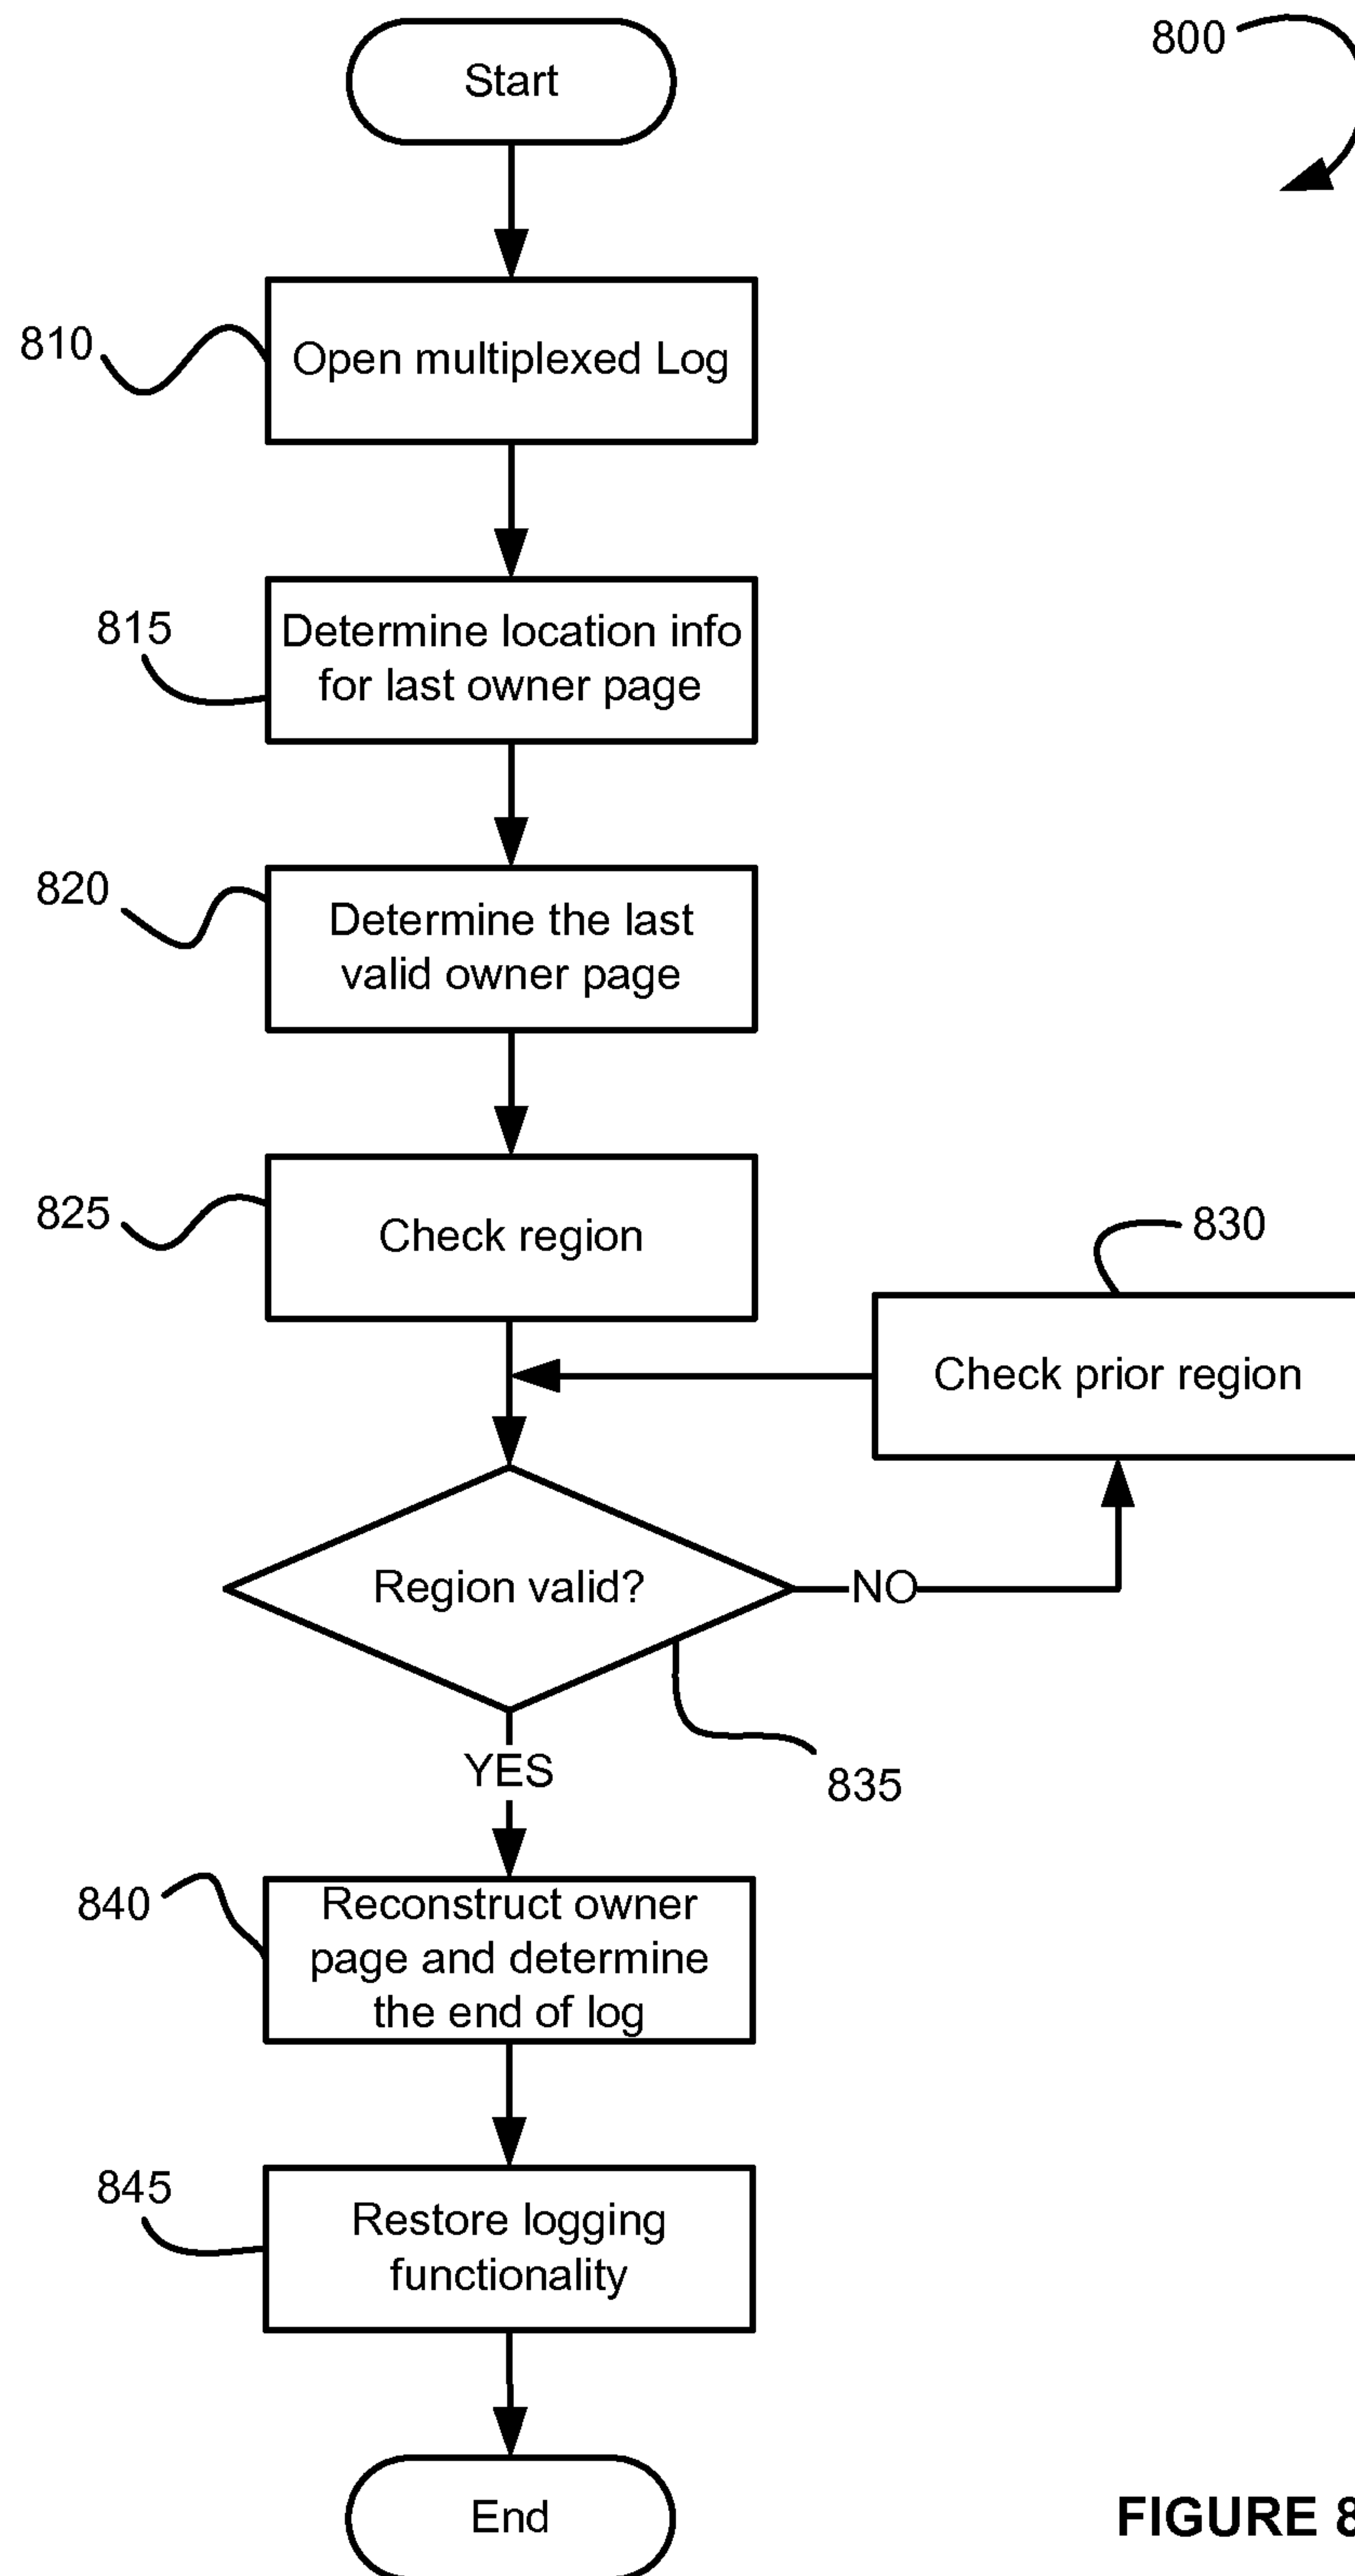 Start
800
810
Open multiplexed Log
815
Determine location info
for last owner page
820
Determine the last
valid owner page
825
Check region
830
Check prior region
Region valid?
NO
835
YES
840
Reconstruct owner
page and determine
the end of log
845
Restore logging
functionality
End
FIGURE 8